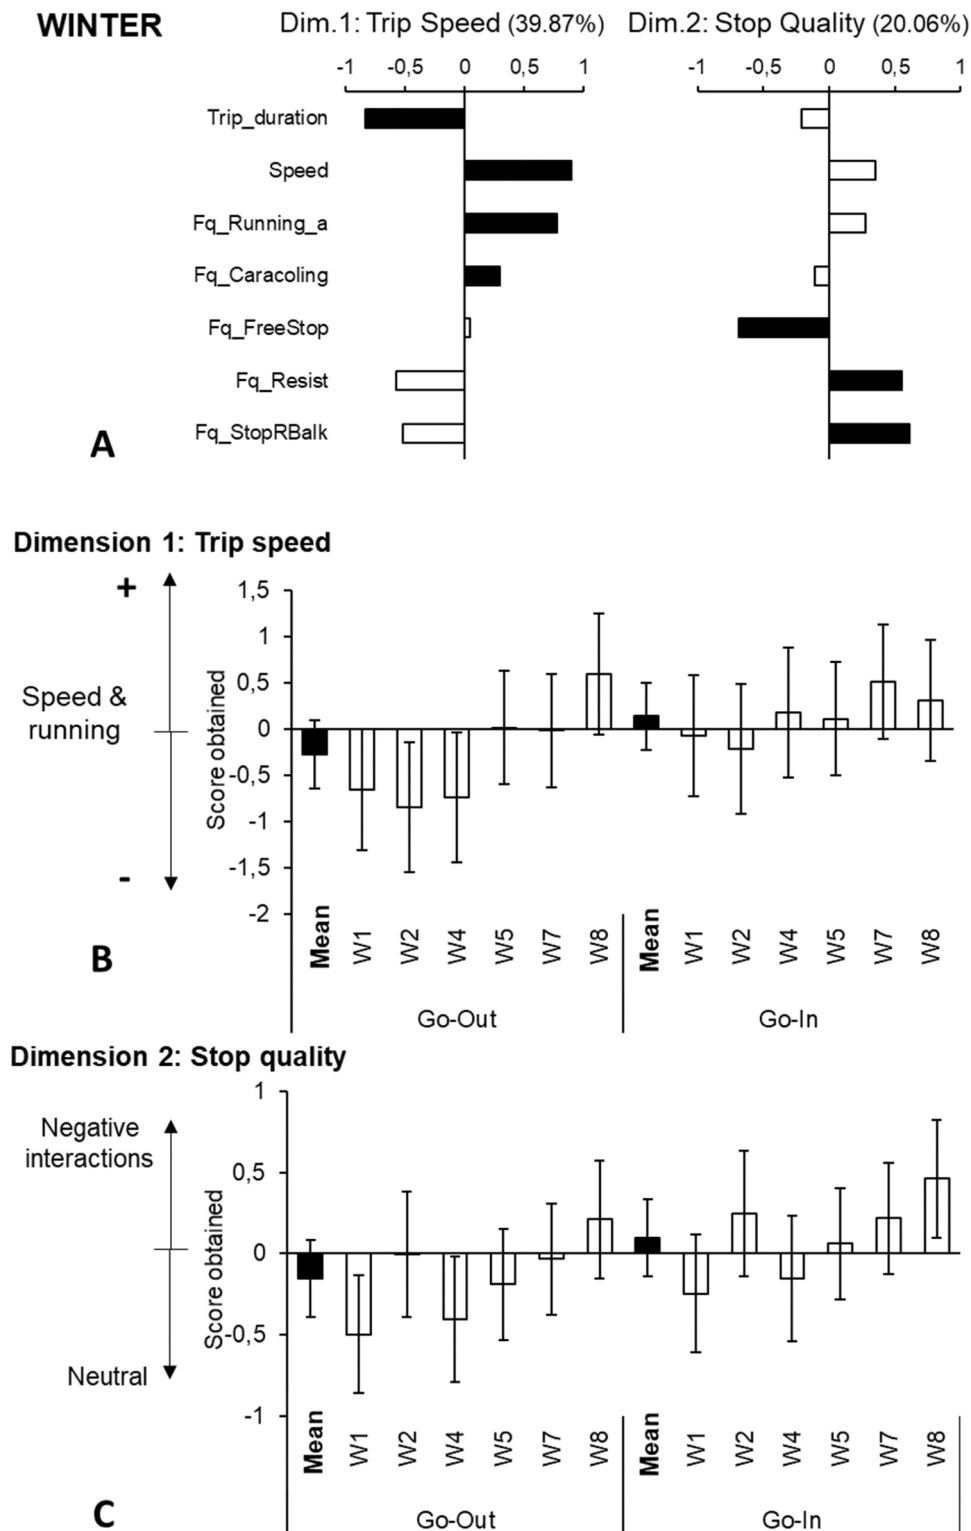 WINTER
Dim.1: Trip Speed (39.87%) Dim.2: Stop Quality (20.06%)
-1 -0,5 0 0,5 1 -1 -0,5 0 0,5 1
Trip_duration
Speed
Fq_Running_a
Fq_Caracoling
Fq_FreeStop
Fq_Resist
Fq_StopRBalk
A
Dimension 1: Trip speed
+
Speed &
running
-
Score obtained
1,5
1
0,5
0
-0,5
-1
-1,5
-2
Mean W1 W2 W4 W5 W7 W8 Mean W1 W2 W4 W5 W7 W8
B
Go-Out Go-In
Dimension 2: Stop quality
Negative
interactions
Neutral
Score obtained
1
0,5
0
-0,5
-1
Mean W1 W2 W4 W5 W7 W8 Mean W1 W2 W4 W5 W7 W8
C
Go-Out Go-In